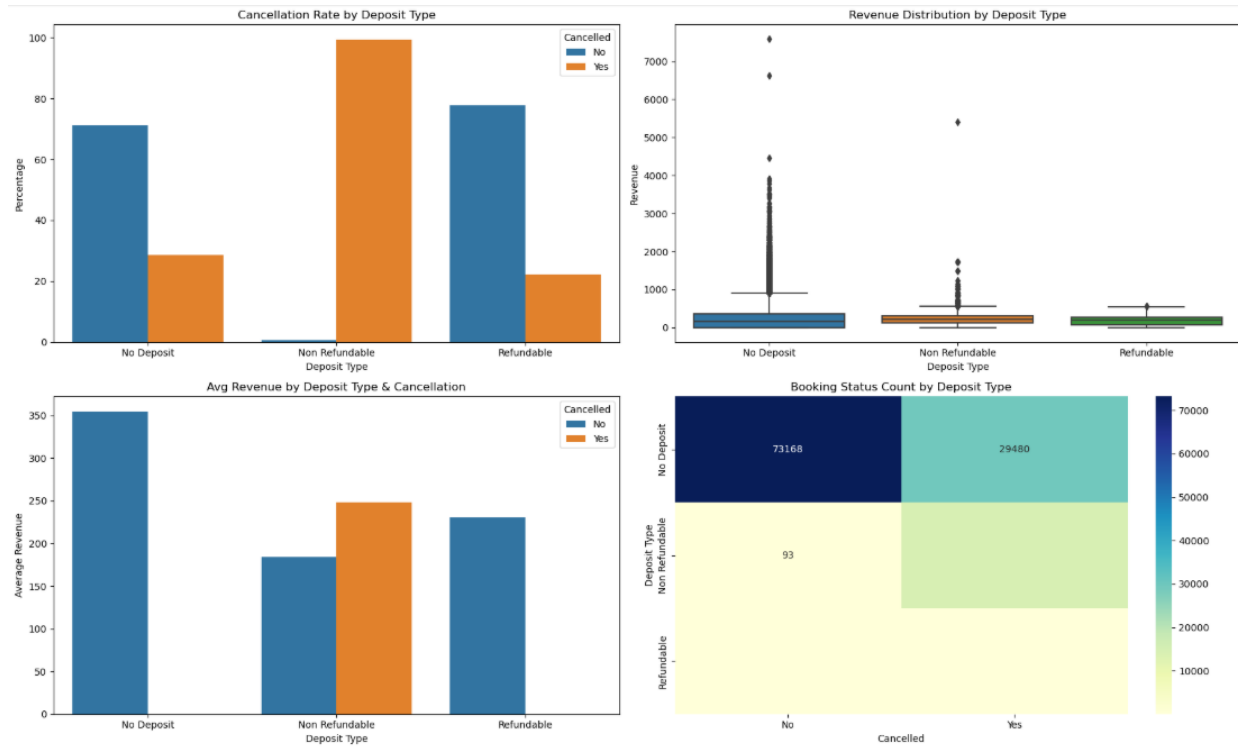 Cancellation Rate by Deposit Type
Percentage
100
80
60
40
20
0
Cancelled
No
Yes
No Deposit
Non Refundable
Refundable
Deposit Type
Revenue Distribution by Deposit Type
Revenue
7000
6000
5000
4000
3000
2000
1000
0
No Deposit
Non Refundable
Refundable
Deposit Type
Avg Revenue by Deposit Type & Cancellation
Average Revenue
350
300
250
200
150
100
50
0
Cancelled
No
Yes
No Deposit
Non Refundable
Refundable
Deposit Type
Booking Status Count by Deposit Type
Deposit Type
No Deposit
Non Refundable
Refundable
73168
29480
93
No
Yes
Cancelled
70000
60000
50000
40000
30000
20000
10000